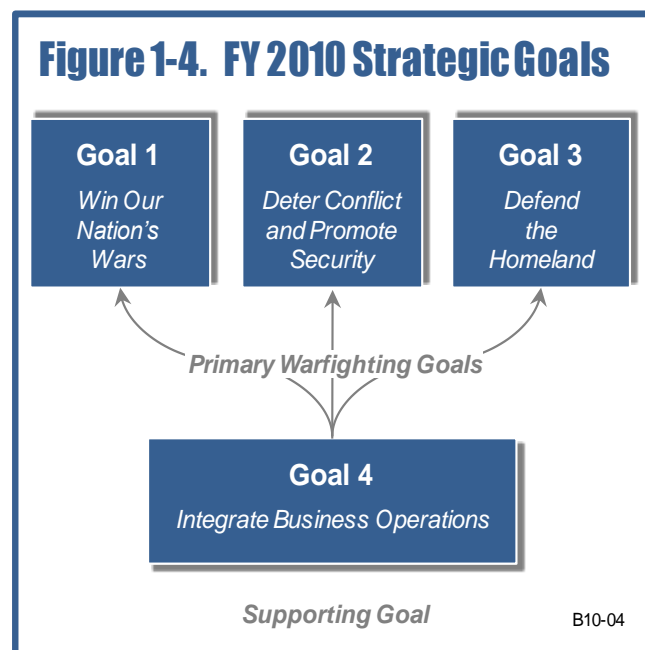 Figure 1-4. FY 2010 Strategic Goals
Goal 1
Win Our
Nation's
Wars
Goal 2
Deter Conflict
and Promote
Security
Goal 3
Defend
the
Homeland
Primary Warfighting Goals
Goal 4
Integrate Business Operations
Supporting Goal
B10-04